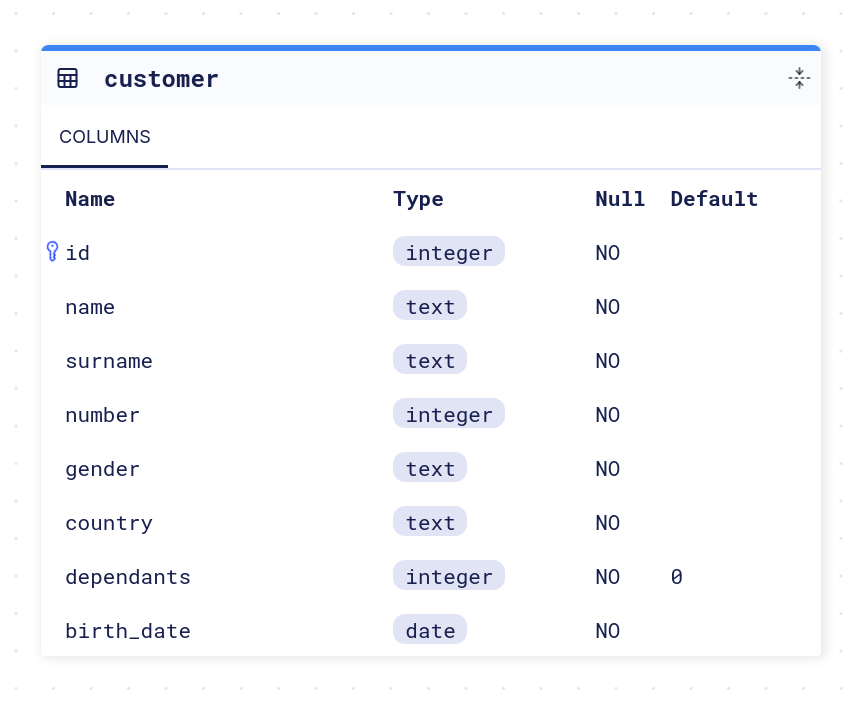 customer
COLUMNS
Name Type Null Default
id integer NO
name text NO
surname text NO
number integer NO
gender text NO
country text NO
dependants integer NO 0
birth_date date NO